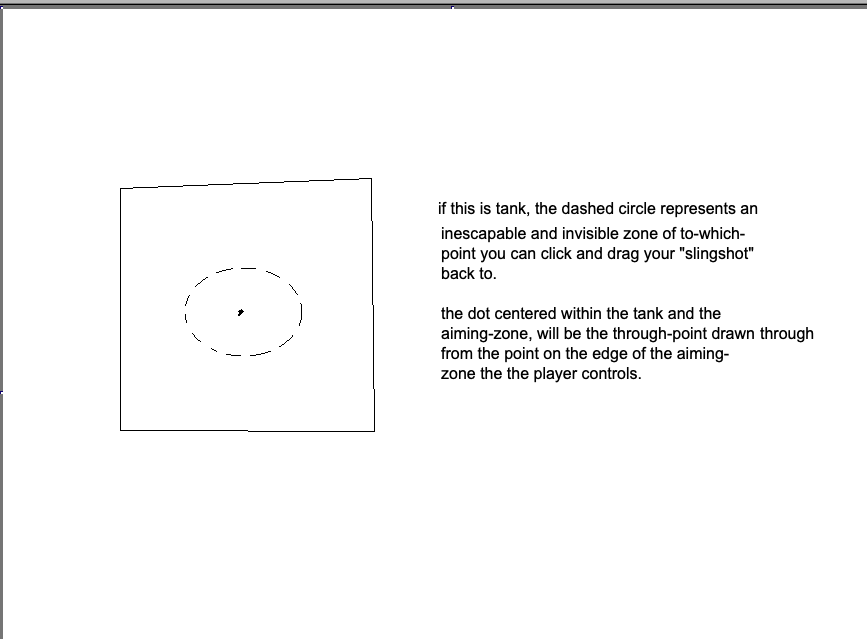 if this is tank, the dashed circle represents an
inescapable and invisible zone of to-which-
point you can click and drag your "slingshot"
back to.
the dot centered within the tank and the
aiming-zone, will be the through-point drawn through
from the point on the edge of the aiming-
zone the the player controls.